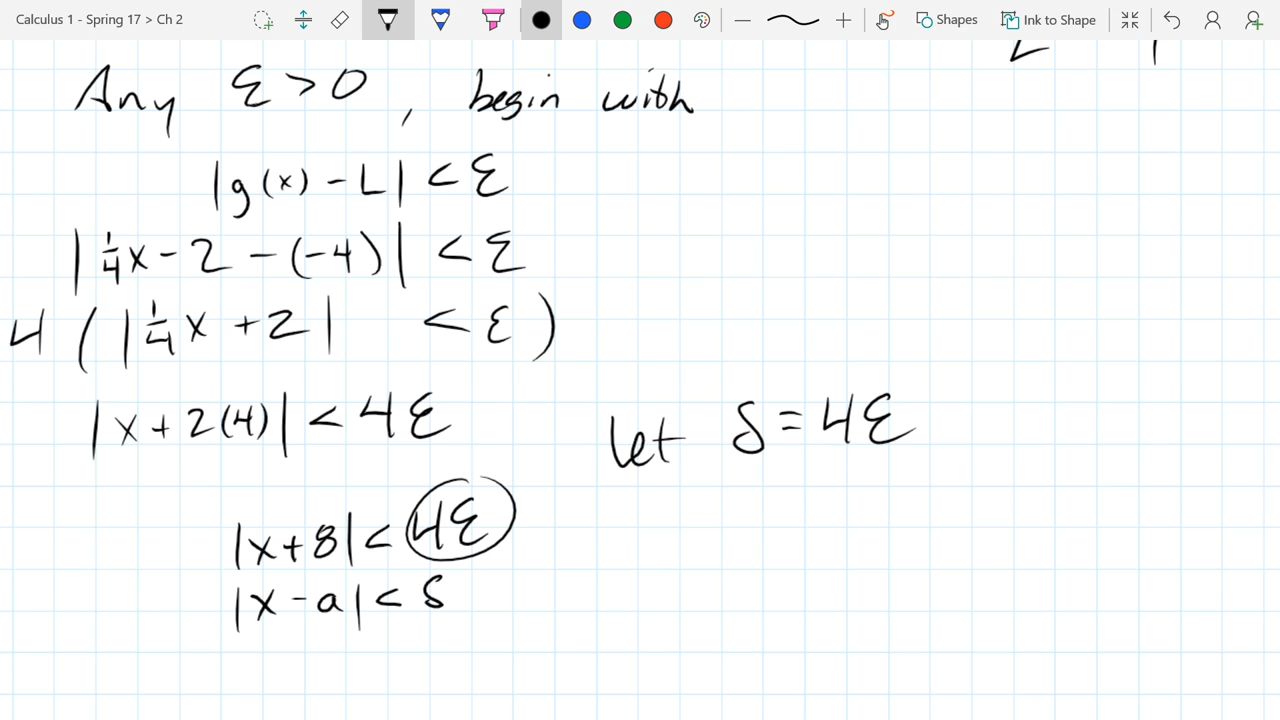 Calculus 1 - Spring 17 > Ch 2
Shapes
Ink to Shape
Any ε > 0, begin with
|g(x) - L| < ε
|¼x - 2 - (-4)| < ε
4 ( |¼x + 2| < ε )
|x + 2(4)| < 4ε
let δ = 4ε
|x + 8| < 4ε
|x - a| < δ